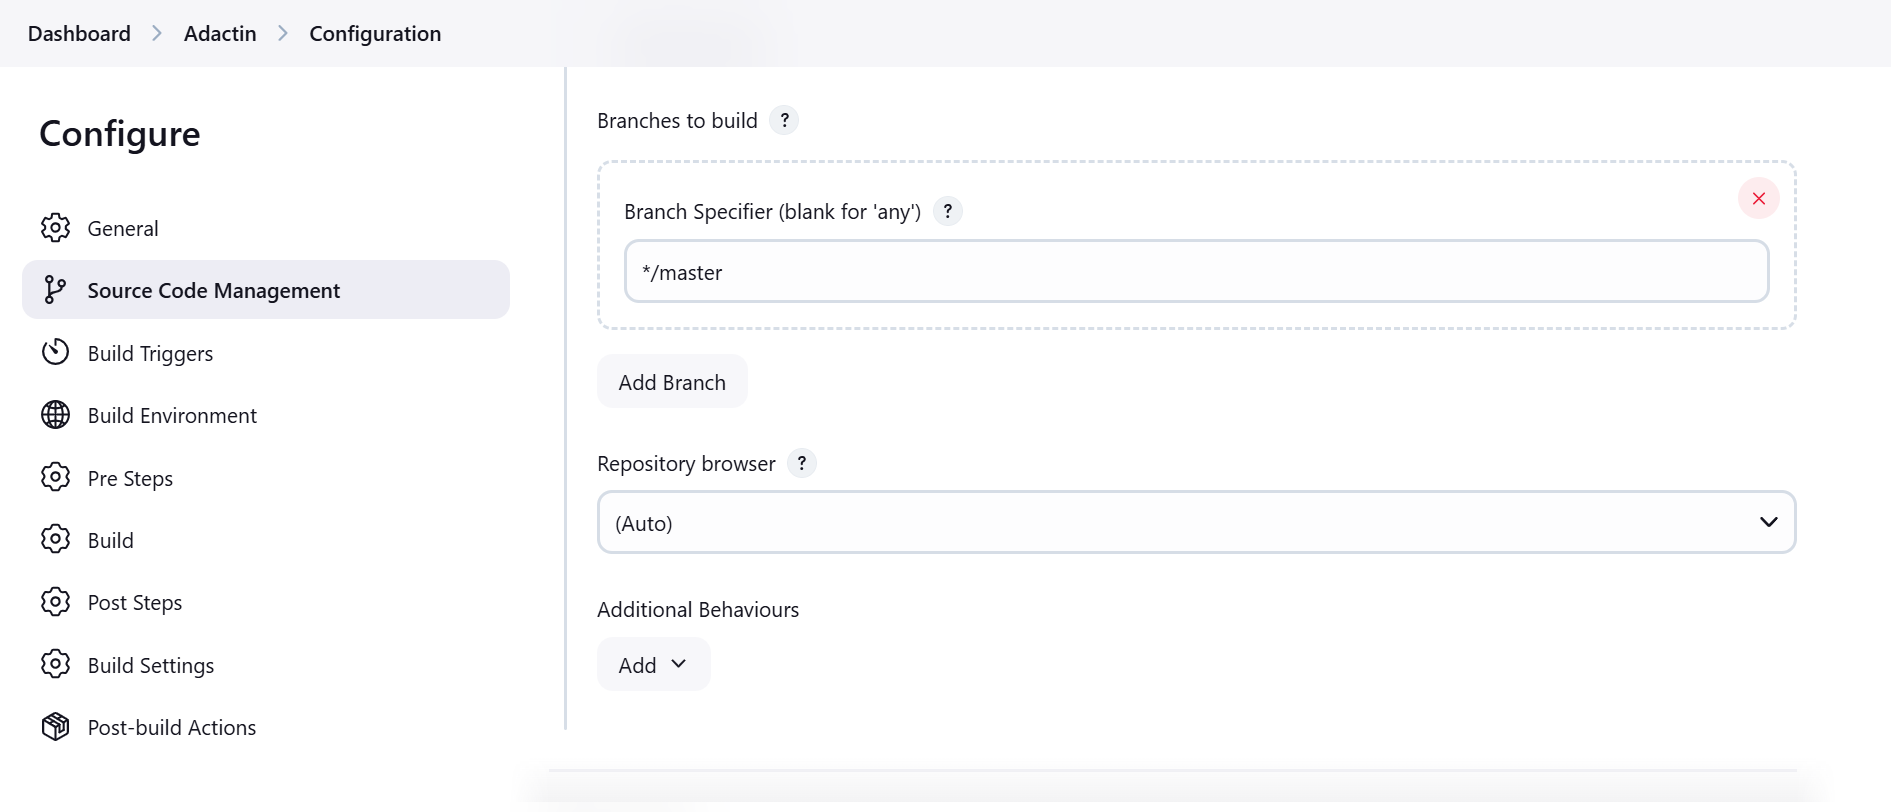 Dashboard > Adactin > Configuration
Configure
General
Source Code Management
Build Triggers
Build Environment
Pre Steps
Build
Post Steps
Build Settings
Post-build Actions
Branches to build ?
Branch Specifier (blank for 'any') ?
*/master
Add Branch
Repository browser ?
(Auto)
Additional Behaviours
Add